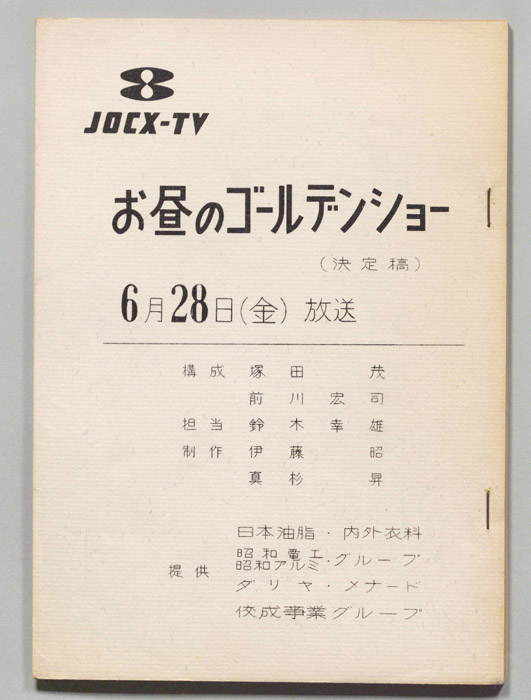 JOCX-TV
お昼のゴールデンショー
(決定稿)
6月28日(金) 放送
構成 塚田 茂
前川宏司
担当 鈴木幸雄
制作 伊藤 昭
真杉 昇
提供
日本油脂・内外衣料
昭和電工
昭和アルミ・グループ
ダリヤ・メナード
佼成事業グループ